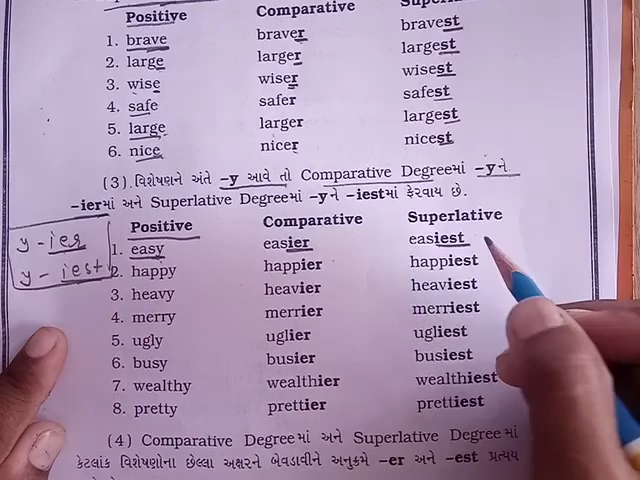 Positive Comparative
1. brave braver bravest
2. large larger largest
3. wise wiser wisest
4. safe safer safest
5. large larger largest
6. nice nicer nicest
(3) વિશેષણને અંતે -y આવે તો Comparative Degreeમાં -yને
-ierમાં અને Superlative Degreeમાં -yને -iestમાં ફેરવાય છે.
y - ier
y - iest
Positive Comparative Superlative
1. easy easier easiest
2. happy happier happiest
3. heavy heavier heaviest
4. merry merrier merriest
5. ugly uglier ugliest
6. busy busier busiest
7. wealthy wealthier wealthiest
8. pretty prettier prettiest
(4) Comparative Degreeમાં અને Superlative Degreeમાં
કેટલાંક વિશેષણોના છેલ્લા અક્ષરને બેવડાવીને અનુક્રમે -er અને -est પ્રત્યય